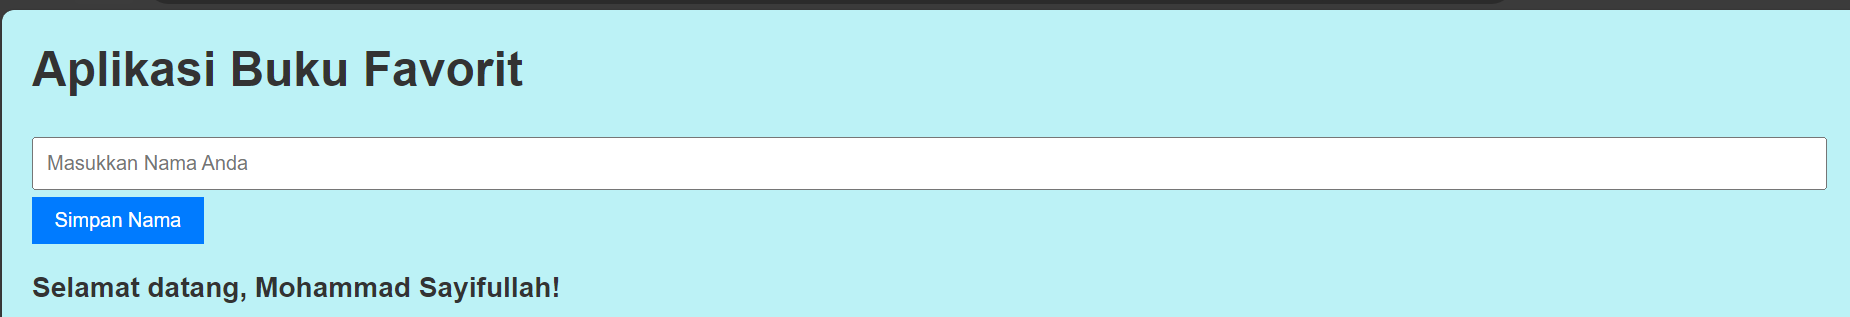 Aplikasi Buku Favorit
Masukkan Nama Anda
Simpan Nama
Selamat datang, Mohammad Sayifullah!